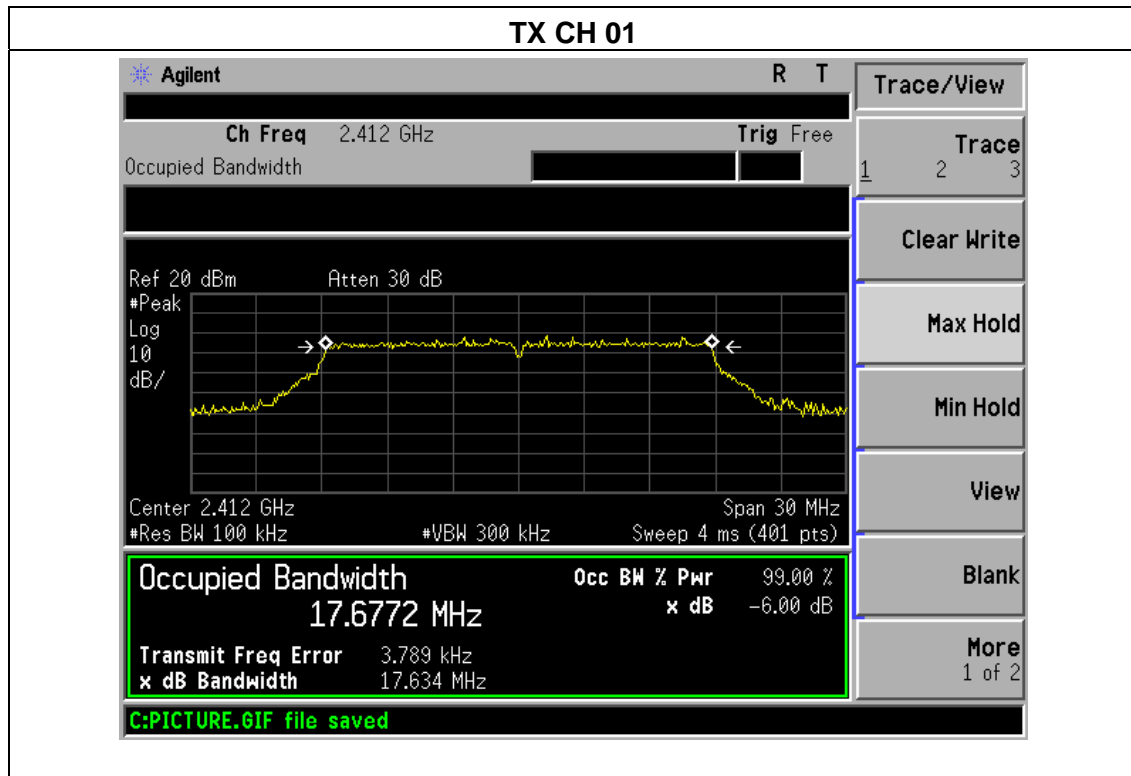 TX CH 01
Agilent R T
Trace/View
Ch Freq 2.412 GHz Trig Free
Occupied Bandwidth
Trace
1 2 3
Clear Write
Ref 20 dBm Atten 30 dB
#Peak
Log
10
dB/
Max Hold
Min Hold
View
Center 2.412 GHz Span 30 MHz
#Res BW 100 kHz #VBW 300 kHz Sweep 4 ms (401 pts)
Occupied Bandwidth Occ BW % Pwr 99.00 %
17.6772 MHz x dB -6.00 dB
Blank
Transmit Freq Error 3.789 kHz
x dB Bandwidth 17.634 MHz
More
1 of 2
C:PICTURE.GIF file saved